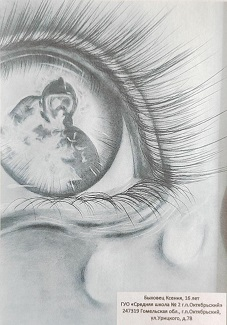 Быховец Ксения, 16 лет
ГУО «Средняя школа № 2 г.п.Октябрьский»
247319 Гомельская обл., г.п.Октябрьский,
ул.Урицкого, д.78